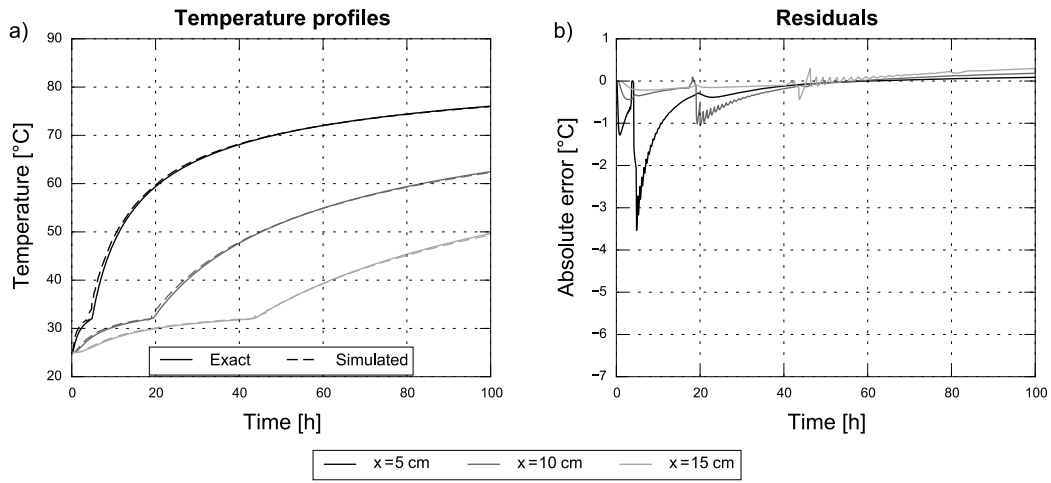 Temperature profiles
a)
Temperature [°C]
90
80
70
60
50
40
30
20
0
20
40
60
80
100
Time [h]
Exact
Simulated
Residuals
b)
Absolute error [°C]
1
0
−1
−2
−3
−4
−5
−6
−7
0
20
40
60
80
100
Time [h]
x=5 cm
x=10 cm
x=15 cm